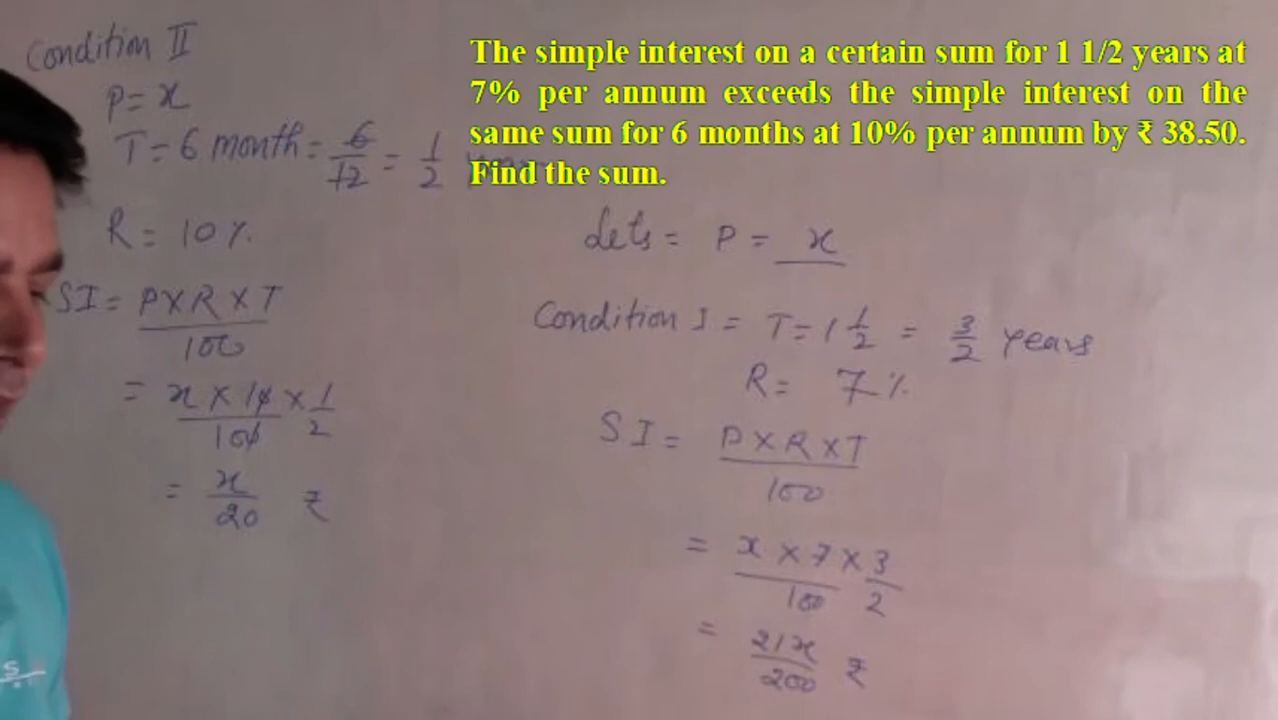 The simple interest on a certain sum for 1 1/2 years at
7% per annum exceeds the simple interest on the
same sum for 6 months at 10% per annum by ₹ 38.50.
Find the sum.
Lets = P = x
Condition I = T = 1 1/2 = 3/2 years
R = 7%
SI = P×R×T/100
= x×7/100 × 3/2
= 21x/200 ₹
Condition II
P = x
T = 6 month = 6/12 = 1/2
R = 10%.
SI = P×R×T/100
= x×10/100 × 1/2
= x/20 ₹